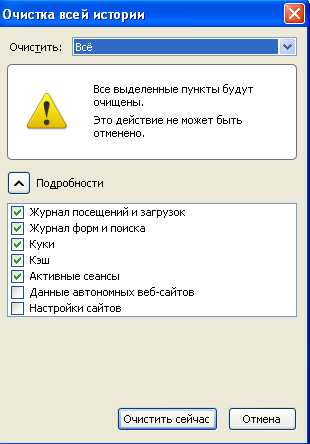 Очистка всей истории
Очистить: Всё
Все выделенные пункты будут
очищены.
Это действие не может быть
отменено.
Подробности
Журнал посещений и загрузок
Журнал форм и поиска
Куки
Кэш
Активные сеансы
Данные автономных веб-сайтов
Настройки сайтов
Очистить сейчас Отмена